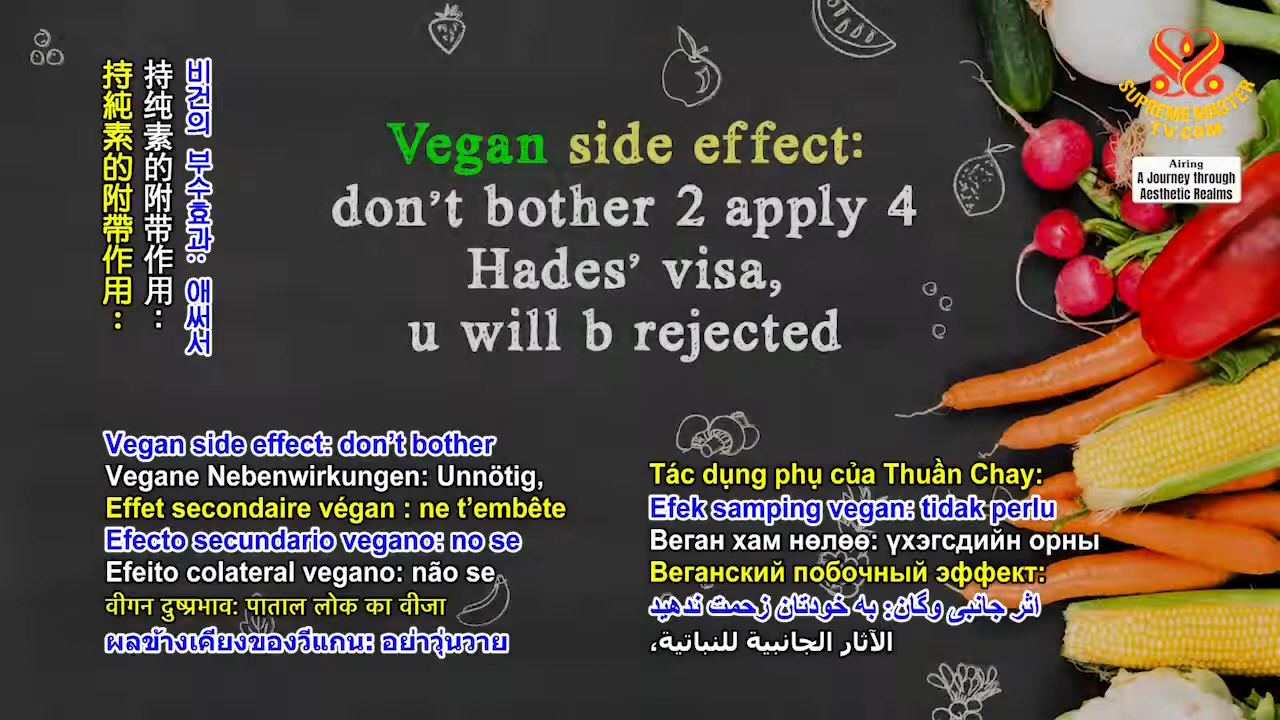 持純素的附帶作用：
持纯素的附带作用：
비건의 부수효과: 애써서
Vegan side effect:
don't bother 2 apply 4
Hades' visa,
u will b rejected
SUPREME MASTER
TV.COM
Airing
A Journey through
Aesthetic Realms
Vegan side effect: don't bother
Vegane Nebenwirkungen: Unnötig,
Effet secondaire végan : ne t'embête
Efecto secundario vegano: no se
Efeito colateral vegano: não se
वीगन दुष्प्रभाव: पाताल लोक का वीजा
ผลข้างเคียงของวีแกน: อย่าวุ่นวาย
Tác dụng phụ của Thuần Chay:
Efek samping vegan: tidak perlu
Веган хам нөлөө: үхэгсдийн орны
Веганский побочный эффект:
اثر جانبی وگان: به خودتان زحمت ندهید
الآثار الجانبية للنباتية،